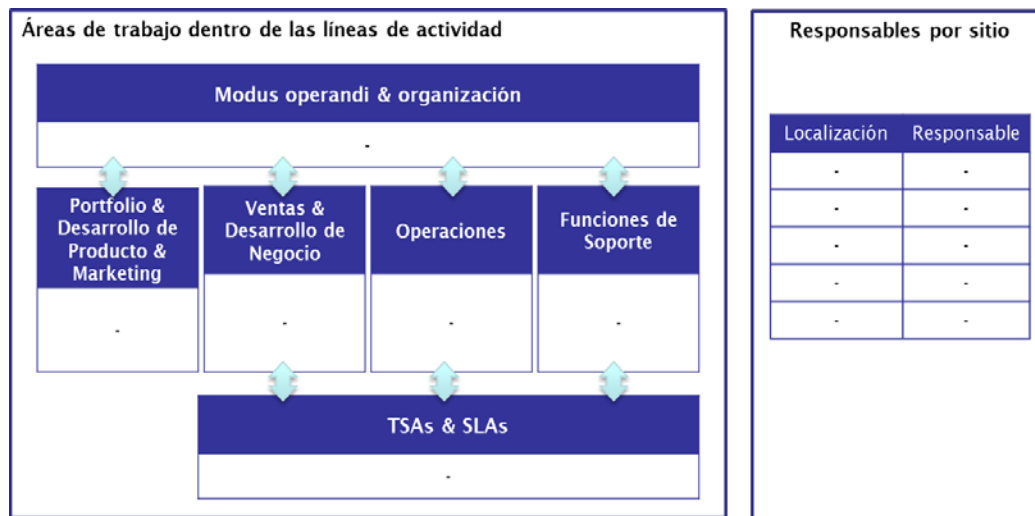 Áreas de trabajo dentro de las líneas de actividad
Modus operandi & organización
-
Portfolio &
Desarrollo de
Producto &
Marketing
-
Ventas &
Desarrollo de
Negocio
-
Operaciones
-
Funciones de
Soporte
-
TSAs & SLAs
-
Responsables por sitio
Localización Responsable
- -
- -
- -
- -
- -